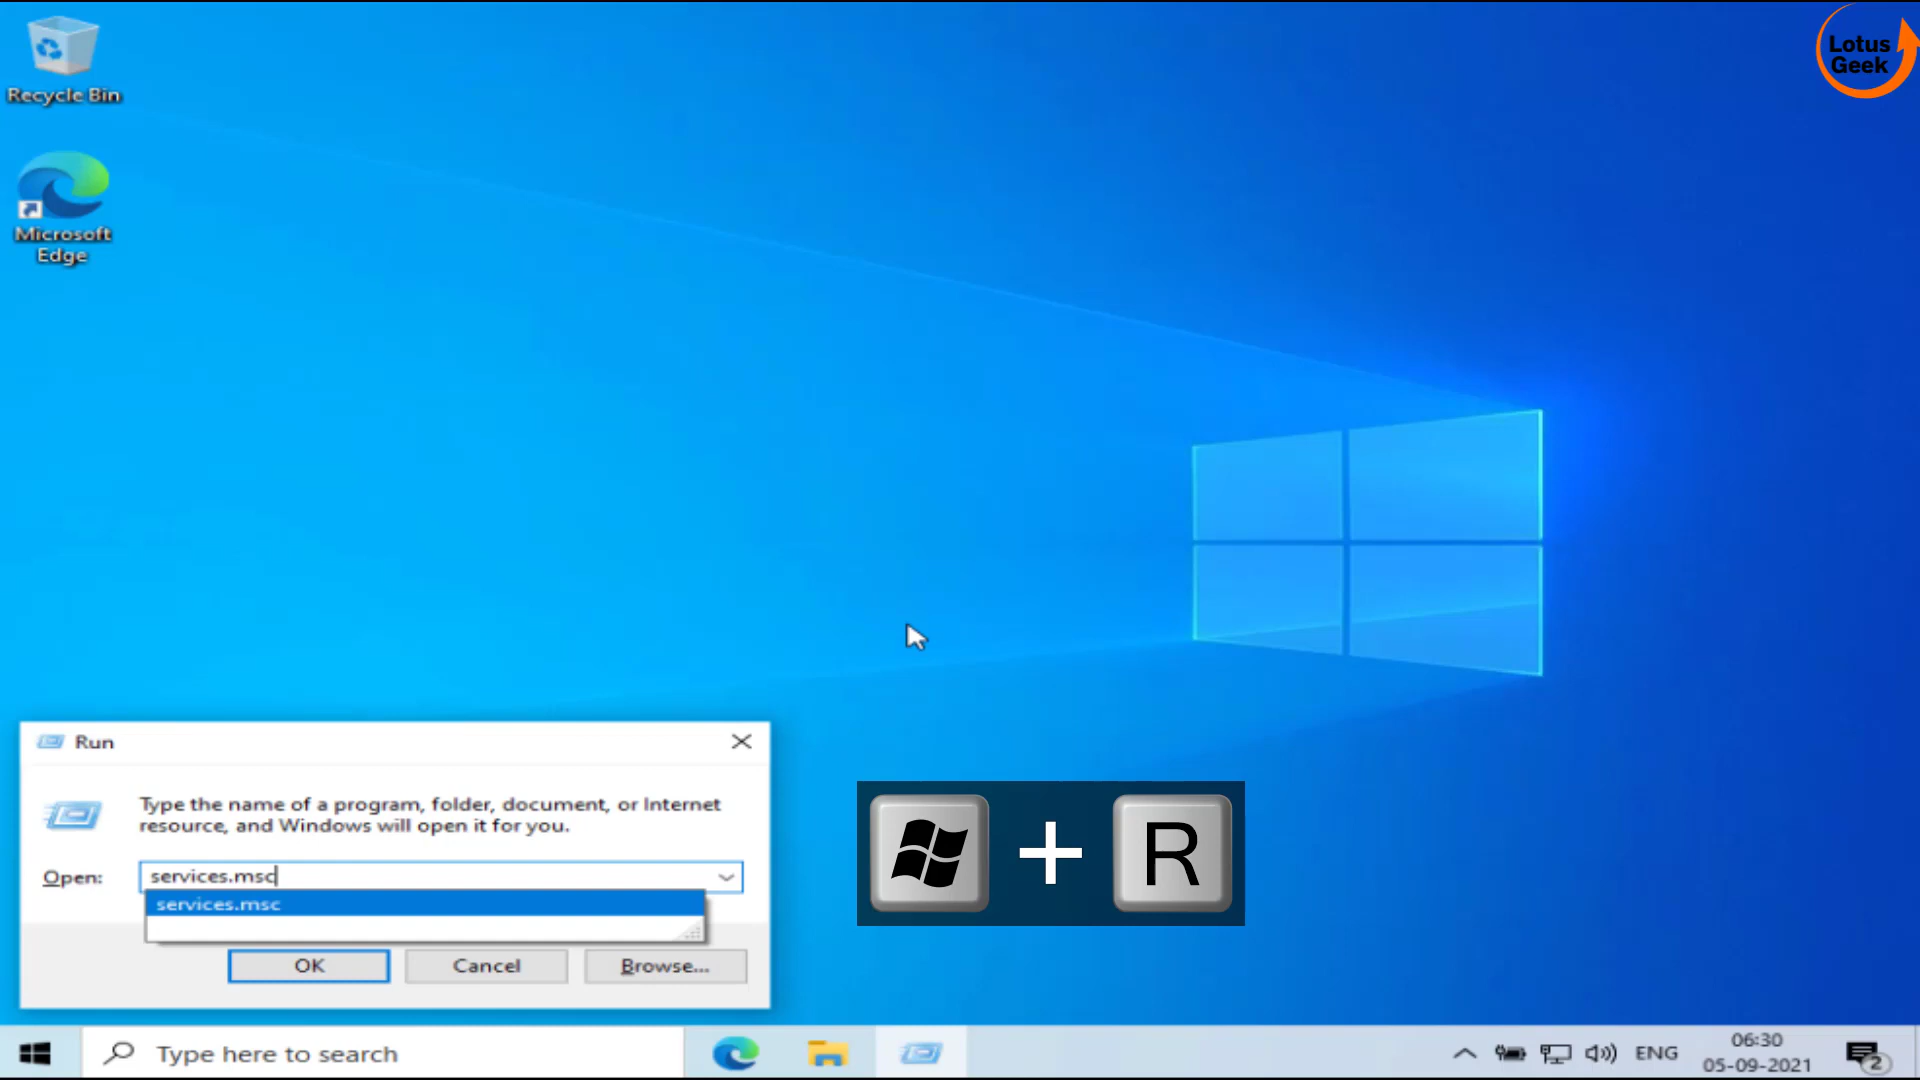 Lotus
Geek
Recycle Bin
Microsoft
Edge
Run
Type the name of a program, folder, document, or Internet
resource, and Windows will open it for you.
Open:
services.msc
services.msc
OK
Cancel
Browse...
+
R
Type here to search
ENG
06:30
05-09-2021
2